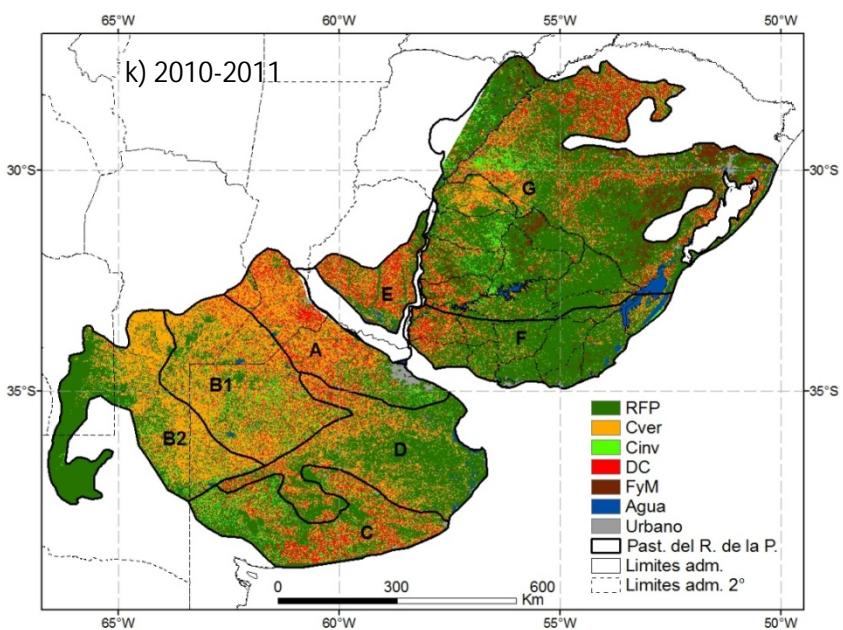 65°W 60°W 55°W 50°W
k) 2010-2011
30°S 30°S
G
E
A
F
35°S B1 35°S
B2
D
C
RFP
Cver
Cinv
DC
FyM
Agua
Urbano
Past. del R. de la P.
Limites adm.
Limites adm. 2°
0 300 600
Km
65°W 60°W 55°W 50°W